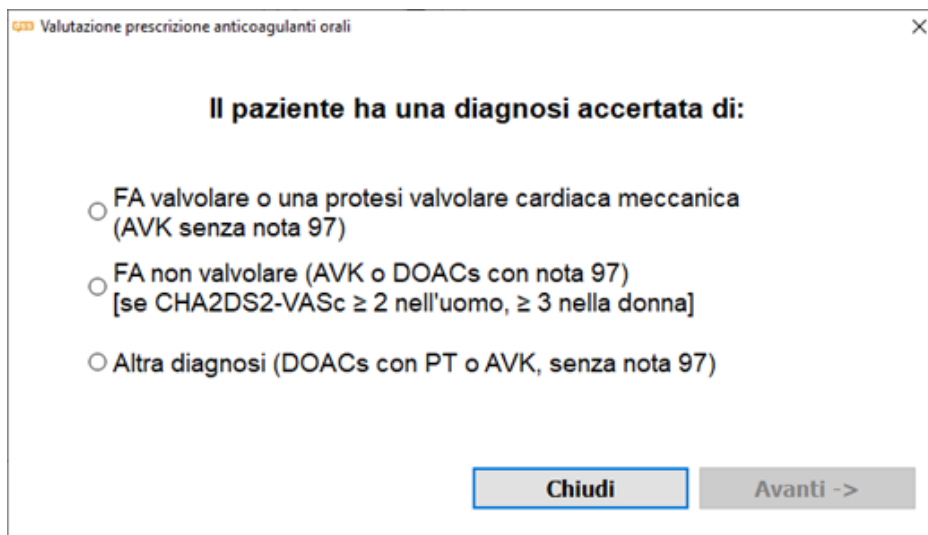 Valutazione prescrizione anticoagulanti orali
Il paziente ha una diagnosi accertata di:
FA valvolare o una protesi valvolare cardiaca meccanica
(AVK senza nota 97)
FA non valvolare (AVK o DOACs con nota 97)
[se CHA2DS2-VASc ≥ 2 nell'uomo, ≥ 3 nella donna]
Altra diagnosi (DOACs con PT o AVK, senza nota 97)
Chiudi
Avanti ->